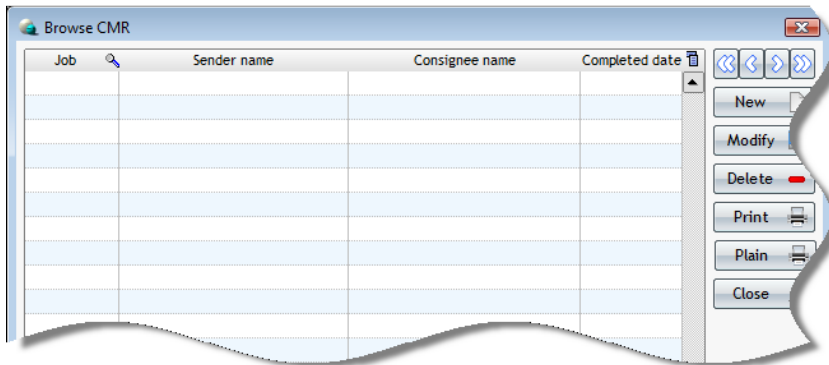 Browse CMR
Job Sender name Consignee name Completed date
New
Modify
Delete
Print
Plain
Close